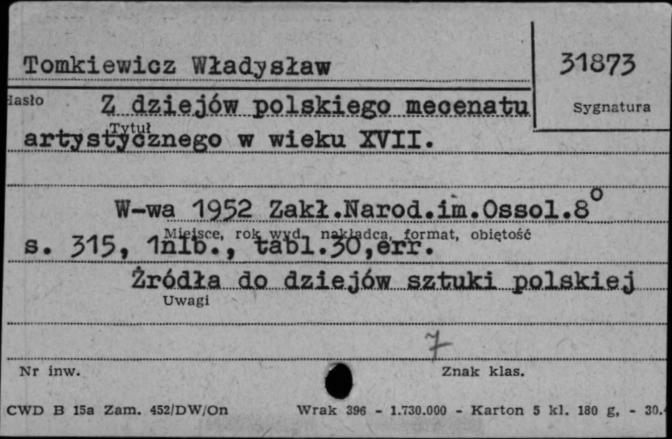 Tomkiewicz Władysław
31873
Hasło
Z dziejów polskiego mecenatu
Sygnatura
Tytuł
artystycznego w wieku XVII.
W-wa 1952 Zakł.Narod.im.Ossol.8°
Miejsce, rok wyd., nakładca, format, objętość
s. 315, 1nlb., tabl.30,err.
Źródła do dziejów sztuki polskiej
Uwagi
7
Nr inw.
Znak klas.
CWD B 15a Zam. 452/DW/On Wrak 396 - 1.730.000 - Karton 5 kl. 180 g, - 30.